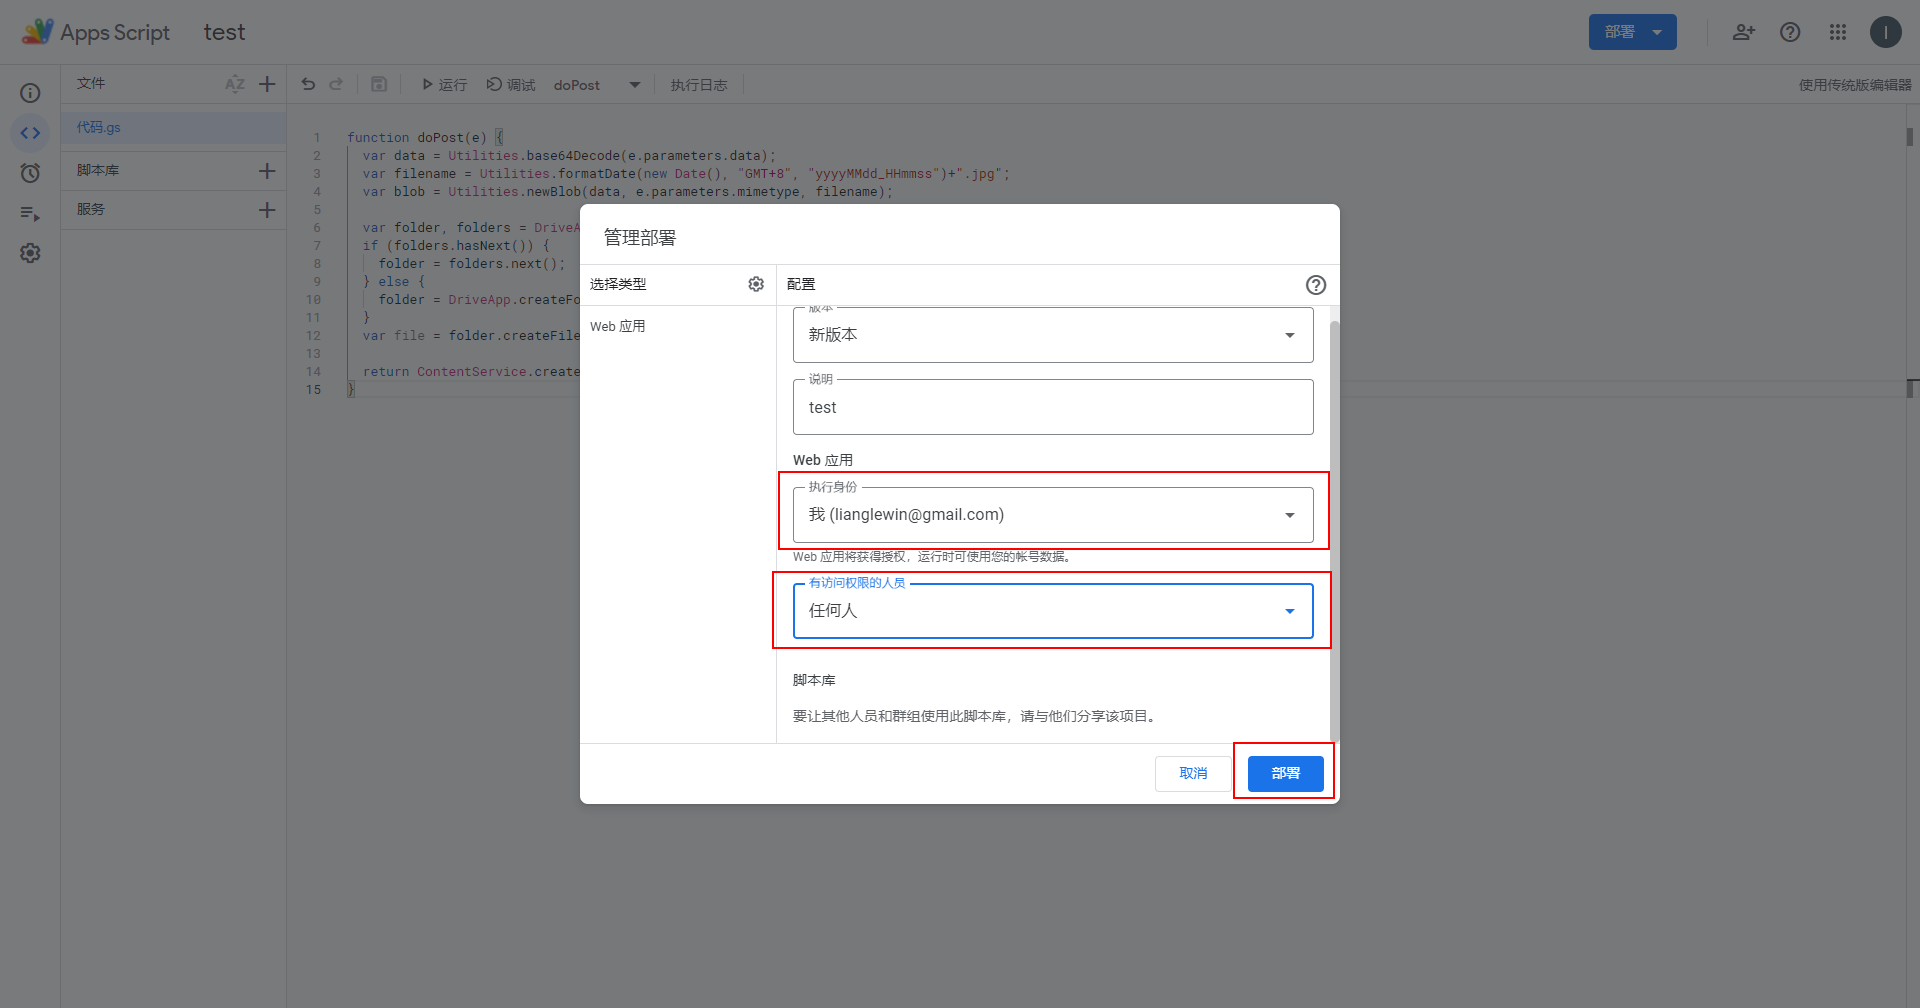 Apps Script test
部署
I
文件
运行 调试 doPost 执行日志
使用传统版编辑器
代码.gs
脚本库
服务
1 function doPost(e) {
2 var data = Utilities.base64Decode(e.parameters.data);
3 var filename = Utilities.formatDate(new Date(), "GMT+8", "yyyyMMdd_HHmmss")+".jpg";
4 var blob = Utilities.newBlob(data, e.parameters.mimetype, filename);
5
6 var folder, folders = DriveA
7 if (folders.hasNext()) {
8 folder = folders.next();
9 } else {
10 folder = DriveApp.createFo
11 }
12 var file = folder.createFile
13
14 return ContentService.create
15 }
管理部署
选择类型
配置
Web 应用
版本
新版本
说明
test
Web 应用
执行身份
我 (lianglewin@gmail.com)
Web 应用将获得授权，运行时可使用您的帐号数据。
有访问权限的人员
任何人
脚本库
要让其他人员和群组使用此脚本库，请与他们分享该项目。
取消
部署